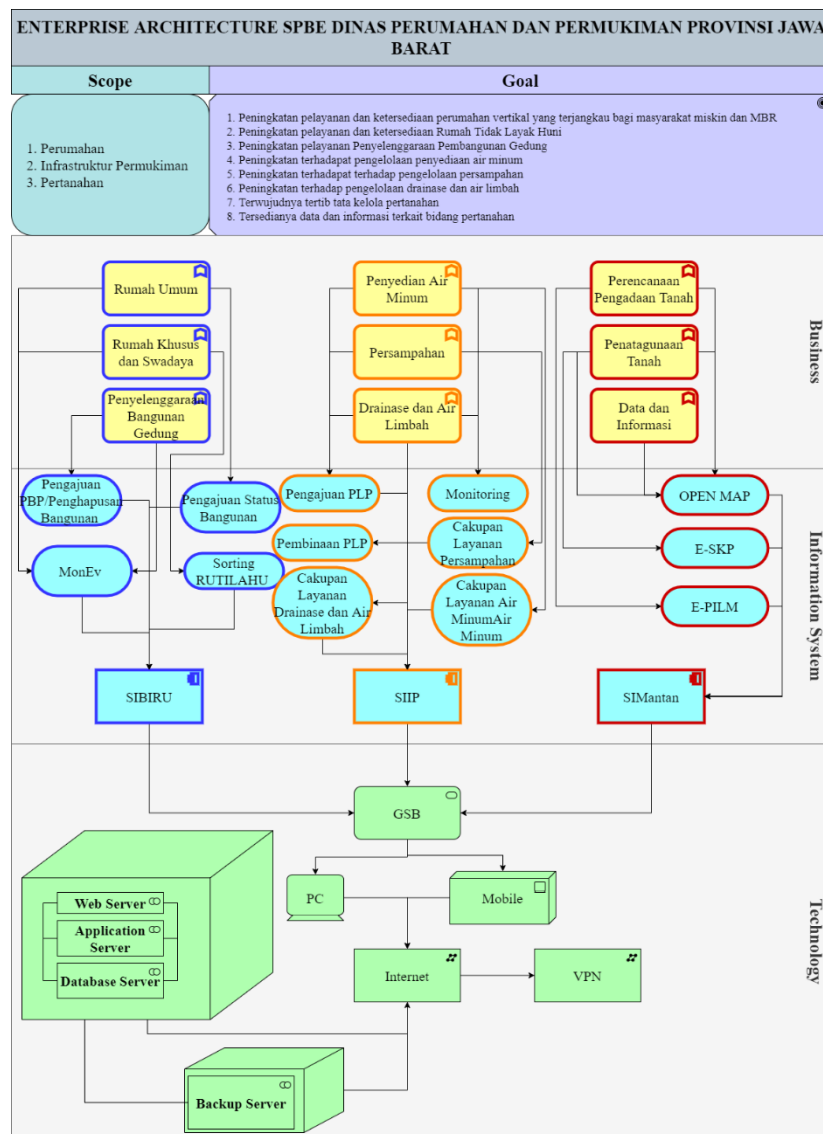 ENTERPRISE ARCHITECTURE SPBE DINAS PERUMAHAN DAN PERMUKIMAN PROVINSI JAWA
BARAT
Scope
Goal
1. Perumahan
2. Infrastruktur Permukiman
3. Pertanahan
1. Peningkatan pelayanan dan ketersediaan perumahan vertikal yang terjangkau bagi masyarakat miskin dan MBR
2. Peningkatan pelayanan dan ketersediaan Rumah Tidak Layak Huni
3. Peningkatan pelayanan Penyelenggaraan Pembangunan Gedung
4. Peningkatan terhadapat pengelolaan penyediaan air minum
5. Peningkatan terhadapat terhadap pengelolaan persampahan
6. Peningkatan terhadap pengelolaan drainase dan air limbah
7. Terwujudnya tertib tata kelola pertanahan
8. Tersedianya data dan informasi terkait bidang pertanahan
Business
Rumah Umum
Penyedian Air
Minum
Perencanaan
Pengadaan Tanah
Rumah Khusus
dan Swadaya
Persampahan
Penatagunaan
Tanah
Penyelenggaraan
Bangunan
Gedung
Drainase dan Air
Limbah
Data dan
Informasi
Information System
Pengajuan
PBP/Penghapusan
Bangunan
Pengajuan Status
Bangunan
Pengajuan PLP
Monitoring
OPEN MAP
MonEv
Sorting
RUTILAHU
Pembinaan PLP
Cakupan
Layanan
Persampahan
E-SKP
Cakupan
Layanan
Drainase dan Air
Limbah
Cakupan
Layanan Air
MinumAir
Minum
E-PILM
SIBIRU
SIIP
SIMantan
Technology
GSB
PC
Mobile
Web Server
Application
Server
Database Server
Internet
VPN
Backup Server